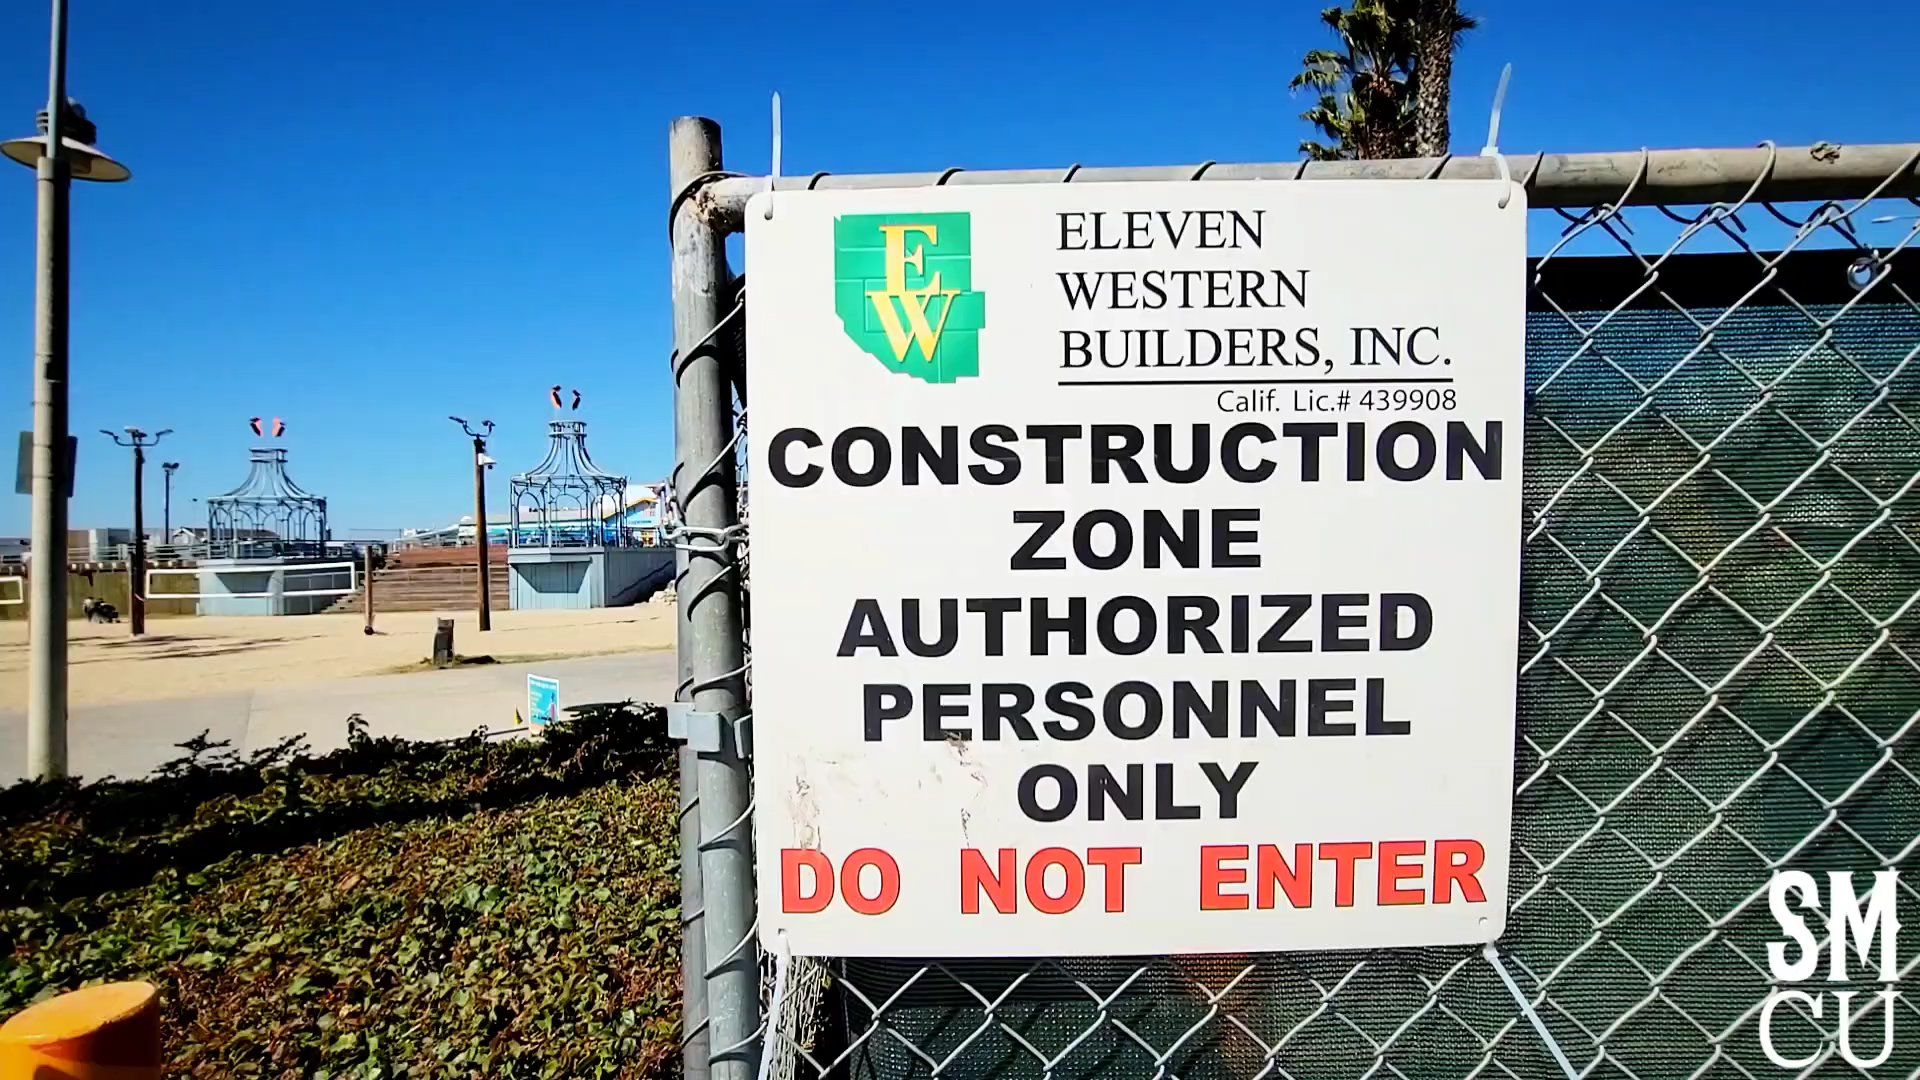 EW
ELEVEN
WESTERN
BUILDERS, INC.
Calif. Lic.# 439908
CONSTRUCTION
ZONE
AUTHORIZED
PERSONNEL
ONLY
DO NOT ENTER
SM
CU